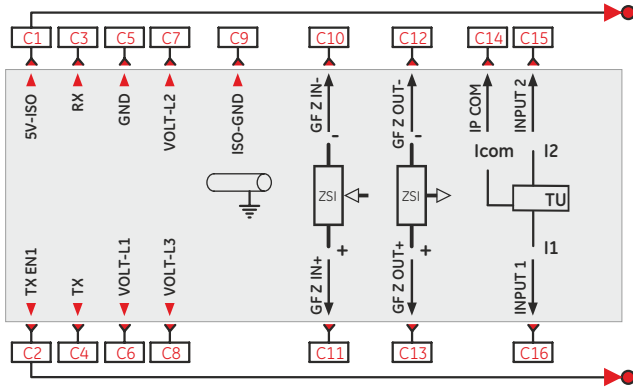 C1 C3 C5 C7 C9 C10 C12 C14 C15
5V-ISO
RX
GND
VOLT-L2
ISO-GND
GF Z IN-
GF Z OUT-
IP COM
INPUT 2
- -
Icom I2
ZSI ZSI TU
+ + I1
TX EN1
TX
VOLT-L1
VOLT-L3
GF Z IN+
GF Z OUT+
INPUT 1
C2 C4 C6 C8 C11 C13 C16